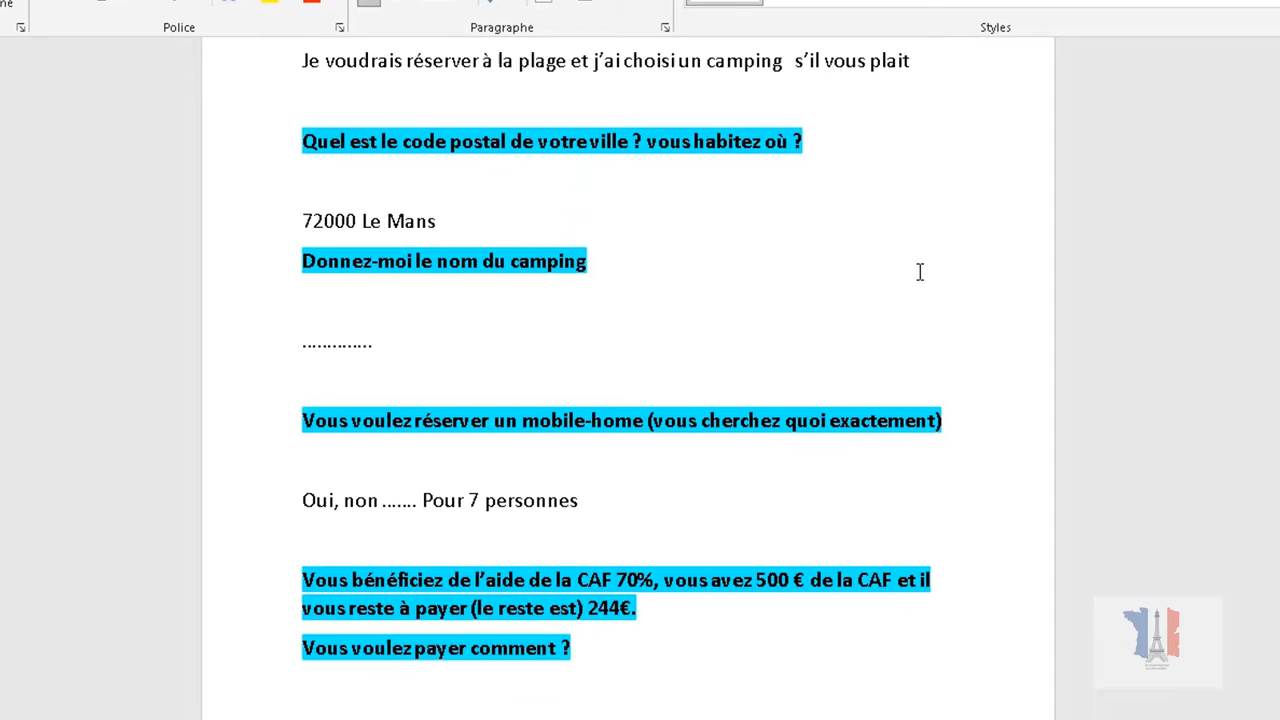 Police
Paragraphe
Styles
Je voudrais réserver à la plage et j'ai choisi un camping s'il vous plait
Quel est le code postal de votre ville ? vous habitez où ?
72000 Le Mans
Donnez-moi le nom du camping
..............
Vous voulez réserver un mobile-home (vous cherchez quoi exactement)
Oui, non ....... Pour 7 personnes
Vous bénéficiez de l'aide de la CAF 70%, vous avez 500 € de la CAF et il
vous reste à payer (le reste est) 244€.
Vous voulez payer comment ?